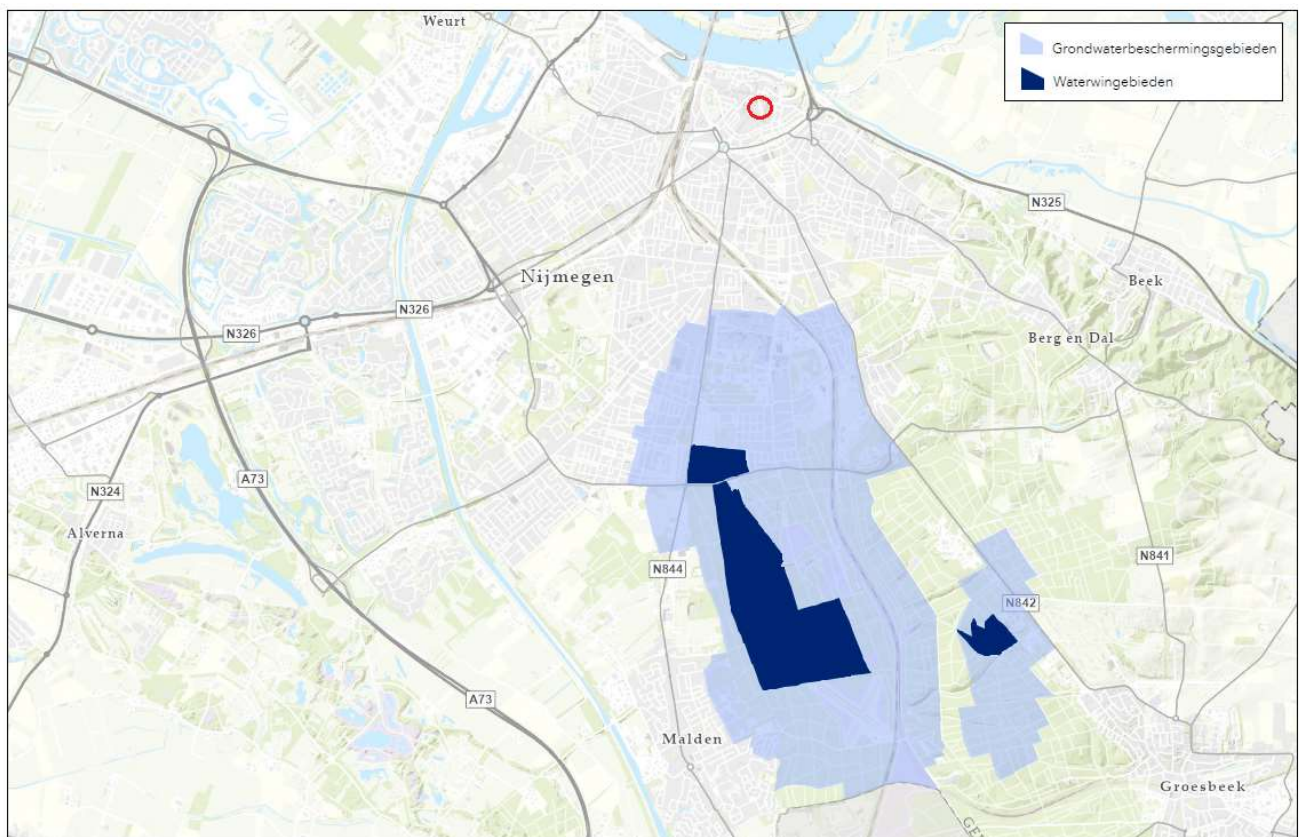 Weurt
Grondwaterbeschermingsgebieden
Waterwingebieden
N325
Nijmegen
Beek
N326
N326
Berg en Dal
A73
N324
Alverna
N844
N841
N842
A73
Malden
Groesbeek